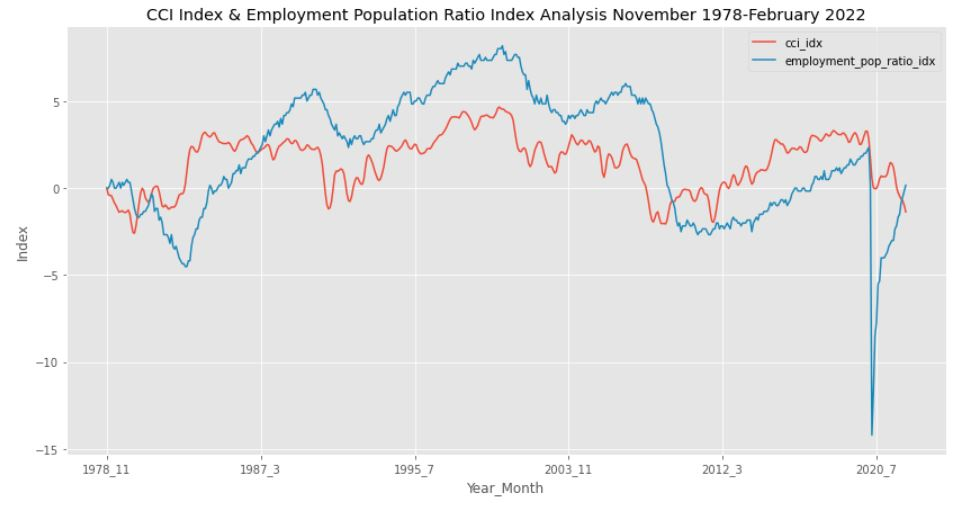 CCI Index & Employment Population Ratio Index Analysis November 1978-February 2022
cci_idx
employment_pop_ratio_idx
5
0
−5
−10
−15
Index
1978_11
1987_3
1995_7
2003_11
2012_3
2020_7
Year_Month